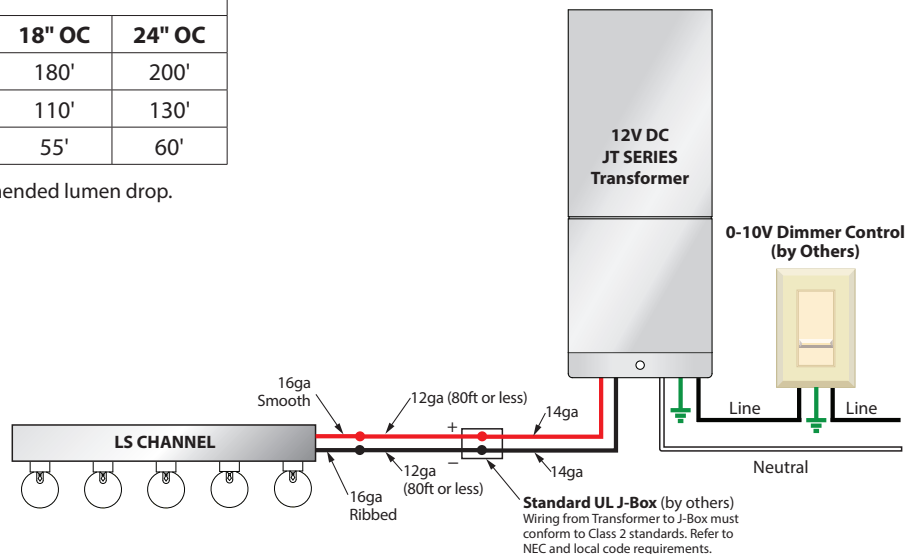 18" OC 24" OC
180' 200'
110' 130'
55' 60'
lumen drop.
12V DC
JT SERIES
Transformer
0-10V Dimmer Control
(by Others)
16ga
Smooth
12ga (80ft or less)
14ga
Line
Line
LS CHANNEL
+
–
12ga
(80ft or less)
14ga
Neutral
16ga
Ribbed
Standard UL J-Box (by others)
Wiring from Transformer to J-Box must
conform to Class 2 standards. Refer to
NEC and local code requirements.